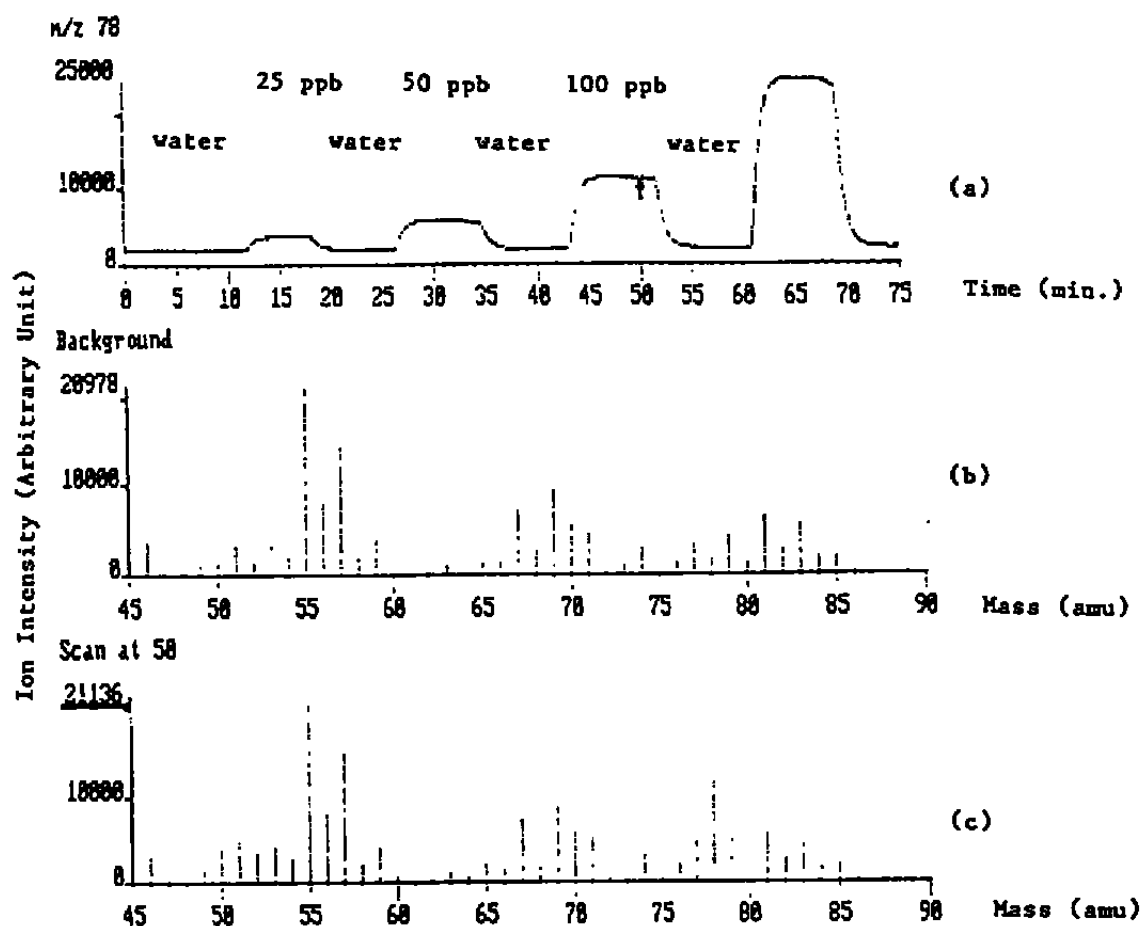 m/z 78
25000
25 ppb 50 ppb 100 ppb
water water water water
10000
(a)
0
0 5 10 15 20 25 30 35 40 45 50 55 60 65 70 75 Time (min.)
Ion Intensity (Arbitrary Unit)
Background
20978
10000
(b)
0
45 50 55 60 65 70 75 80 85 90 Mass (amu)
Scan at 50
21136
10000
(c)
0
45 50 55 60 65 70 75 80 85 90 Mass (amu)